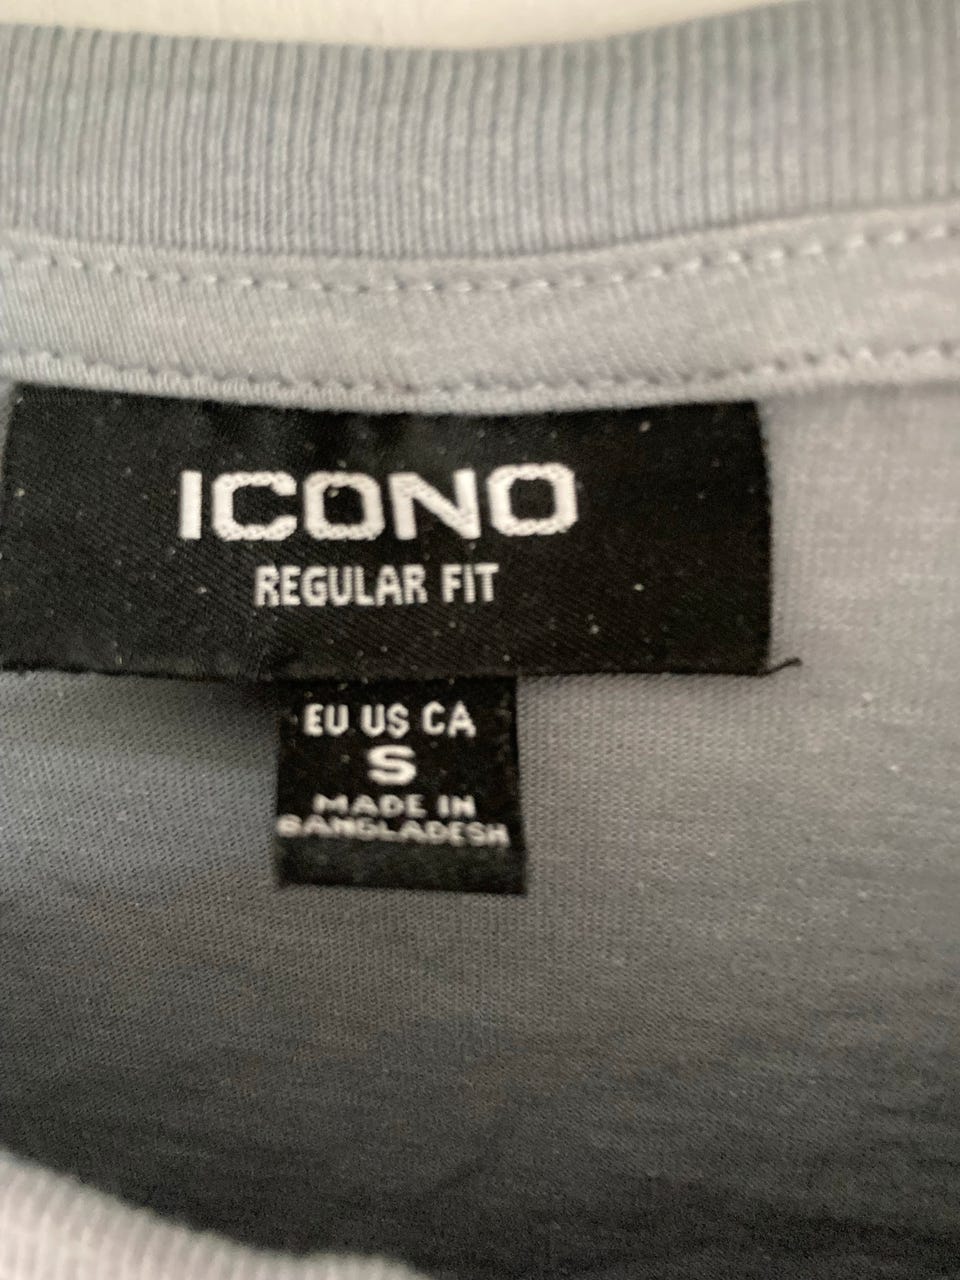 ICONO
REGULAR FIT
EU US CA
S
MADE IN
BANGLADESH